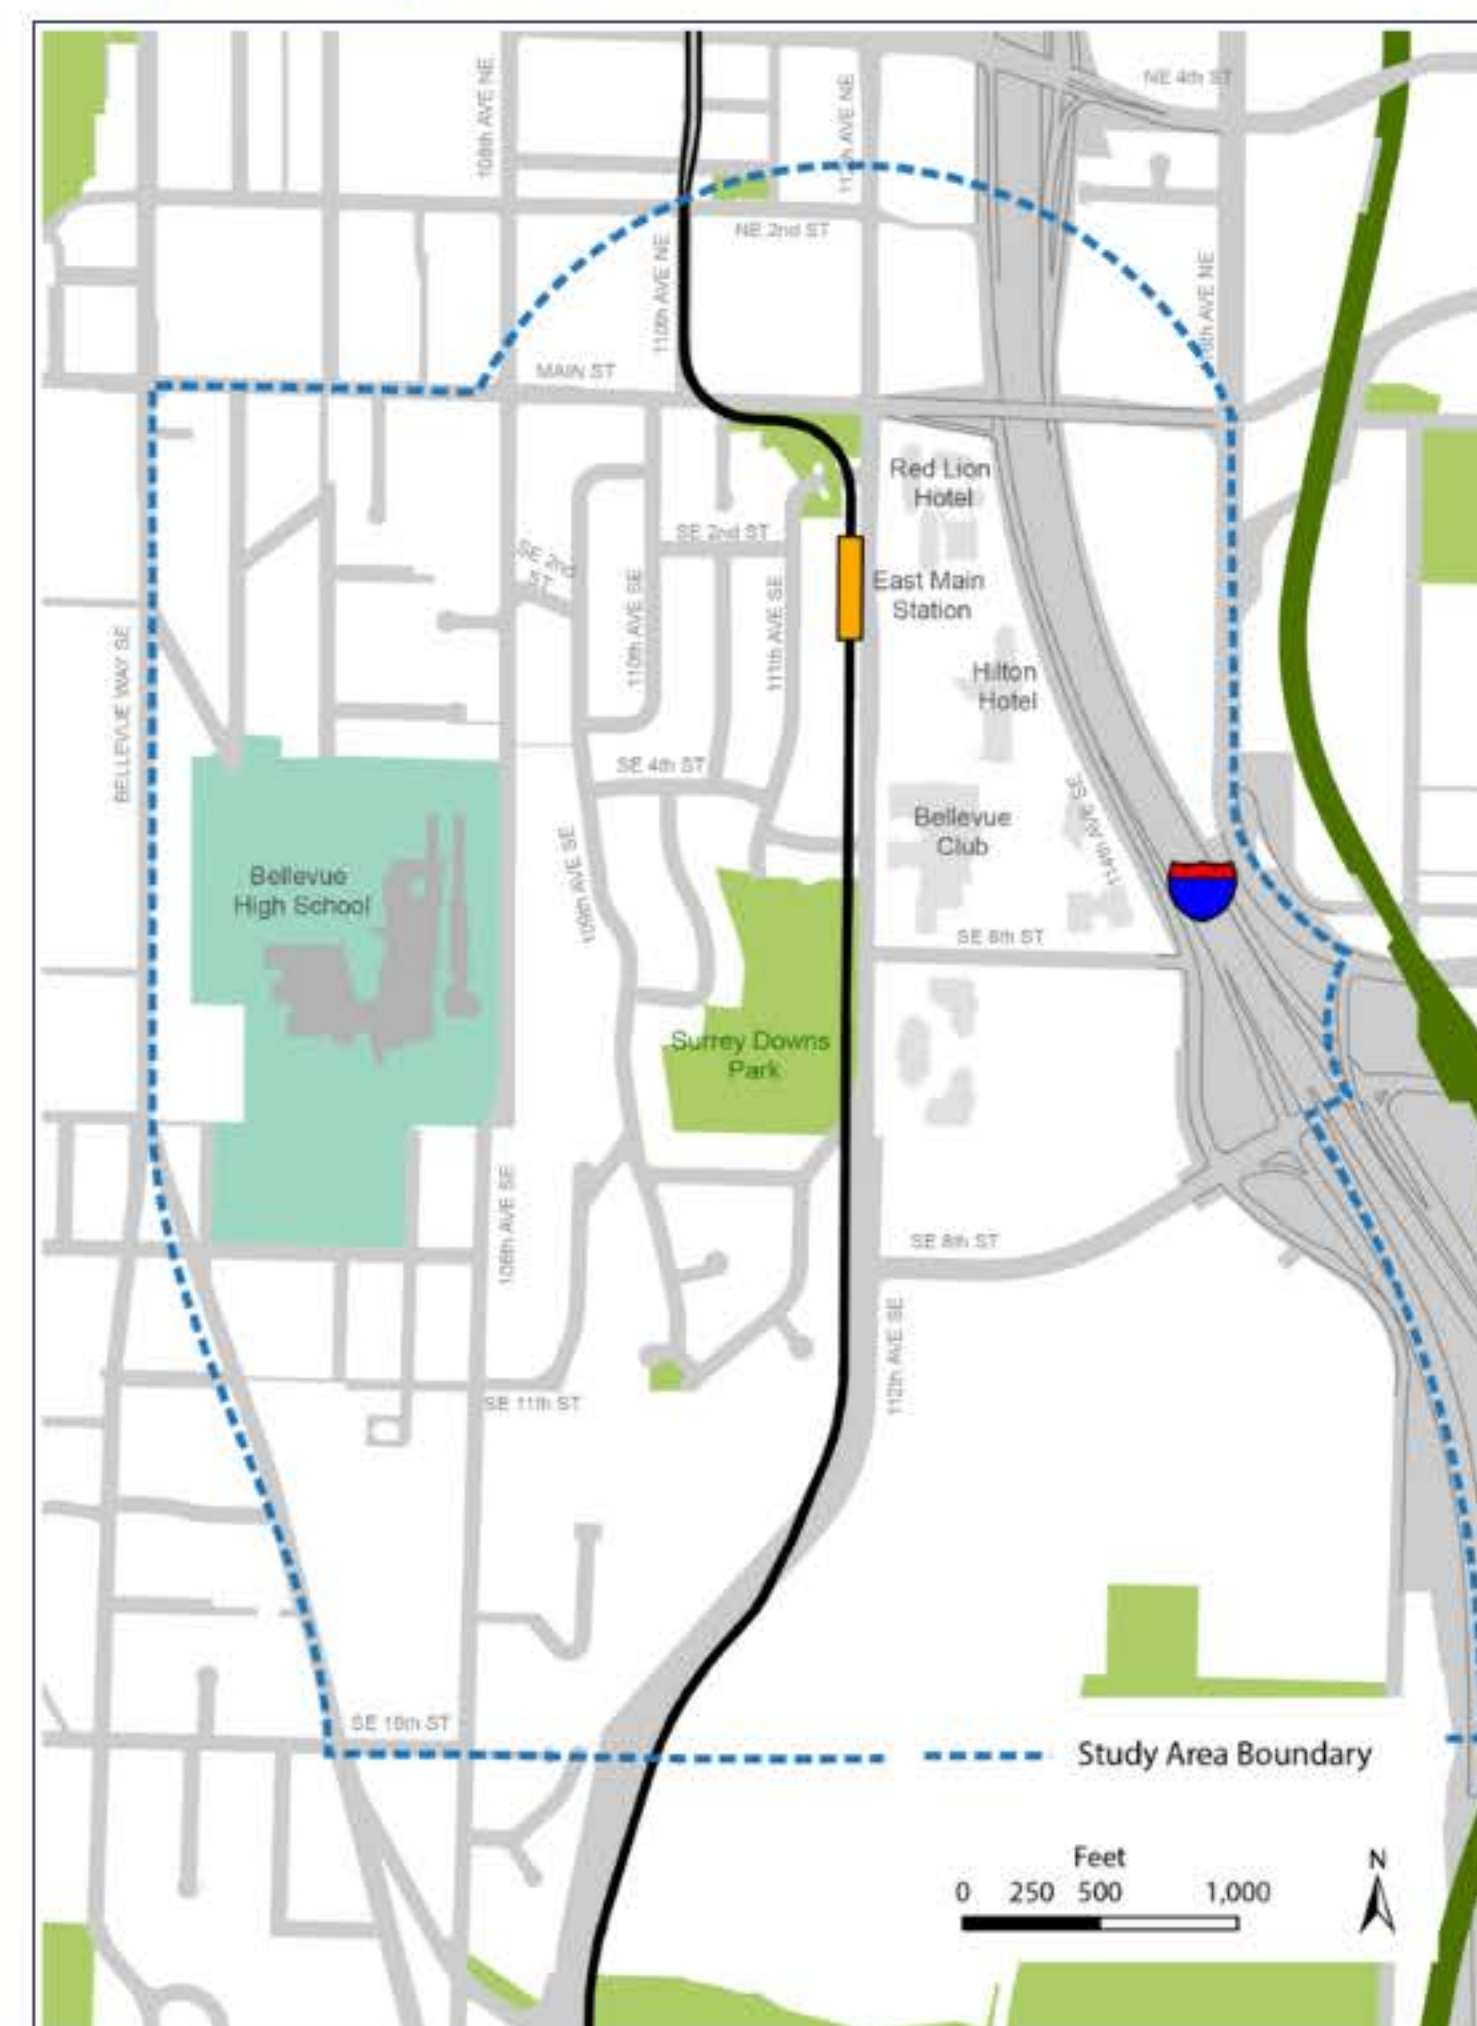 NE 4th ST
108th AVE NE
112th AVE NE
NE 2nd ST
110th AVE NE
116th AVE NE
MAIN ST
Red Lion
Hotel
SE 2nd ST
East Main
Station
110th AVE SE
111th AVE SE
BELLEVUE WAY SE
Hilton
Hotel
SE 4th ST
114th AVE SE
Bellevue
Club
Bellevue
High School
109th AVE SE
SE 6th ST
Surrey Downs
Park
108th AVE SE
SE 8th ST
112th AVE SE
SE 11th ST
SE 16th ST
Study Area Boundary
Feet
0 250 500 1,000
N